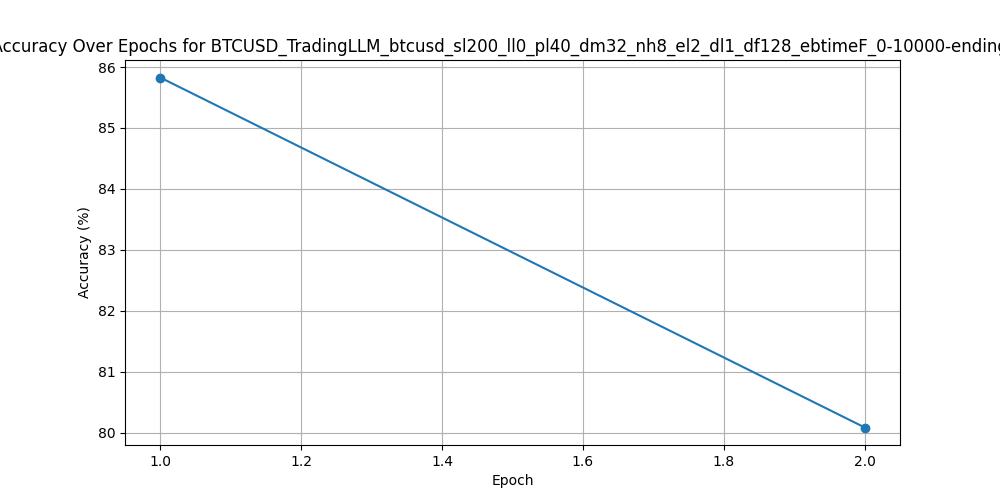 Accuracy Over Epochs for BTCUSD_TradingLLM_btcusd_sl200_ll0_pl40_dm32_nh8_el2_dl1_df128_ebtimeF_0-10000-ending
86
85
84
83
82
81
80
Accuracy (%)
1.0 1.2 1.4 1.6 1.8 2.0
Epoch